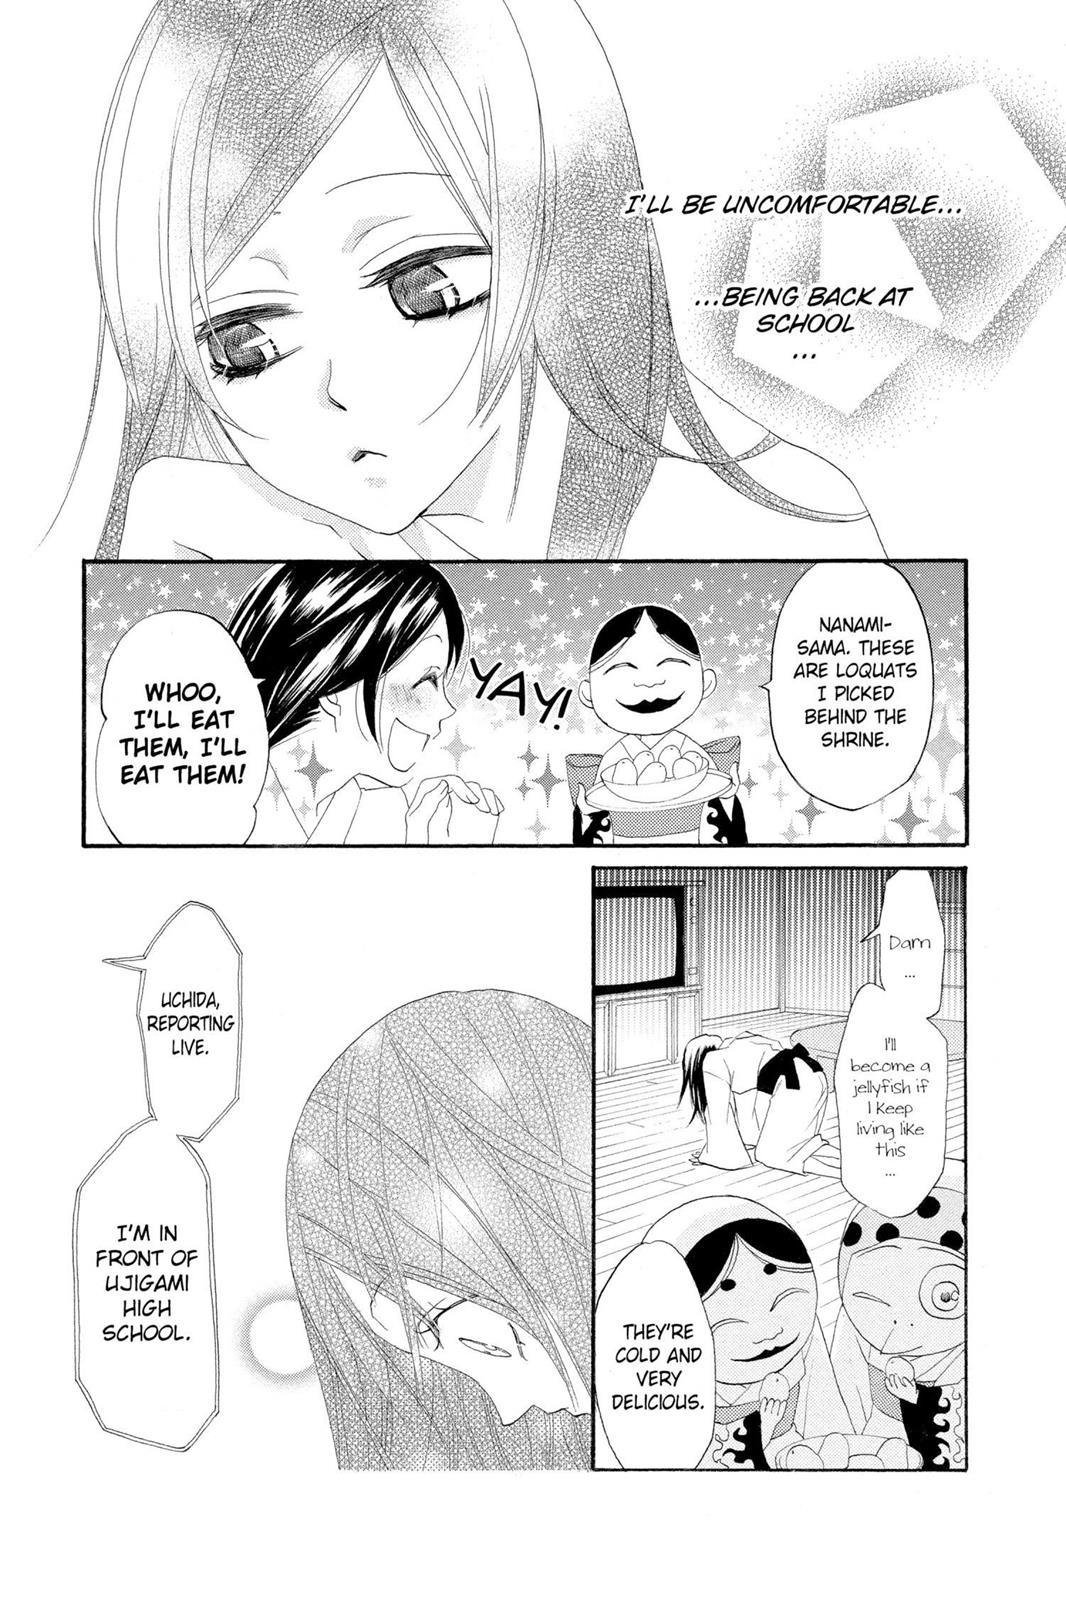 I'LL BE UNCOMFORTABLE...
...BEING BACK AT
SCHOOL
...
NANAMI-
SAMA. THESE
ARE LOQUATS
I PICKED
BEHIND THE
SHRINE.
YAY!
WHOO,
I'LL EAT
THEM, I'LL
EAT THEM!
Darn
...
I'll
become a
jellyfish if
I keep
living like
this
...
THEY'RE
COLD AND
VERY
DELICIOUS.
UCHIDA,
REPORTING
LIVE.
I'M IN
FRONT OF
UJIGAMI
HIGH
SCHOOL.